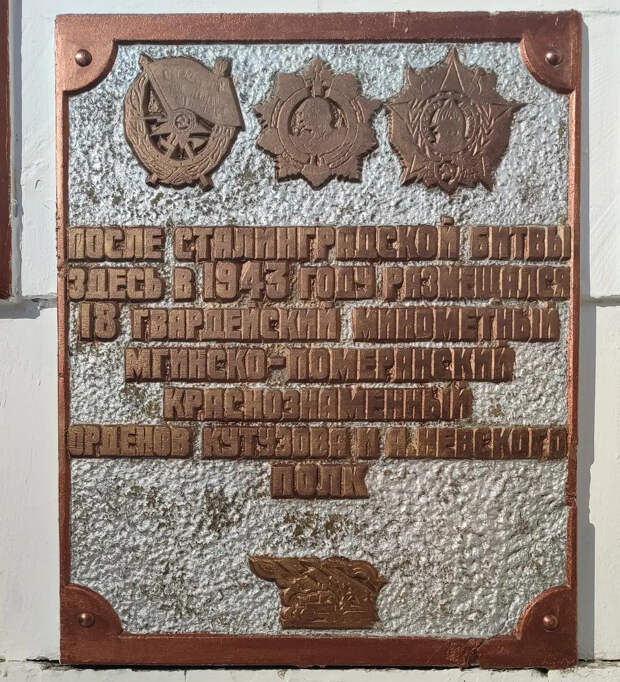 ПОСЛЕ СТАЛИНГРАДСКОЙ БИТВЫ
ЗДЕСЬ В 1943 ГОДУ РАЗМЕЩАЛСЯ
18 ГВАРДЕЙСКИЙ МИНОМЕТНЫЙ
МГИНСКО-ПОМЕРАНСКИЙ
КРАСНОЗНАМЕННЫЙ
ОРДЕНОВ КУТУЗОВА И А.НЕВСКОГО
ПОЛК